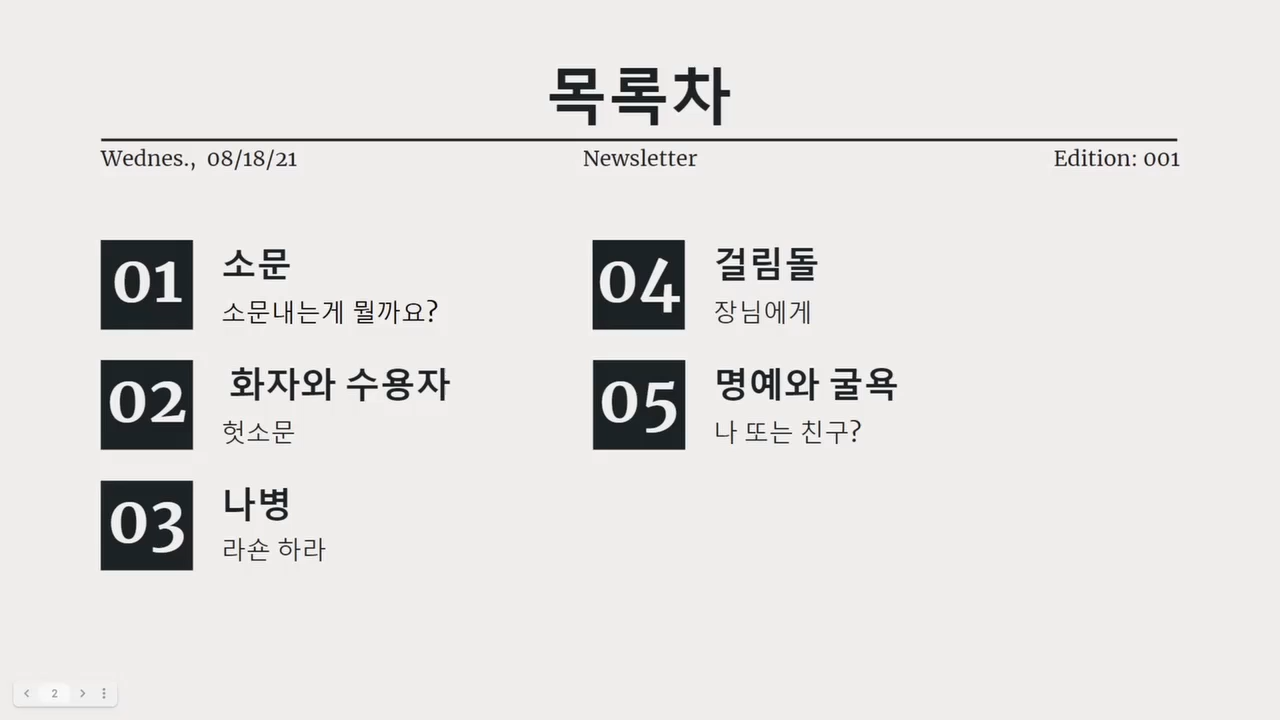 목록차
Wednes., 08/18/21
Newsletter
Edition: 001
01
소문
소문내는게 뭘까요?
02
화자와 수용자
헛소문
03
나병
라숀 하라
04
걸림돌
장님에게
05
명예와 굴욕
나 또는 친구?
2